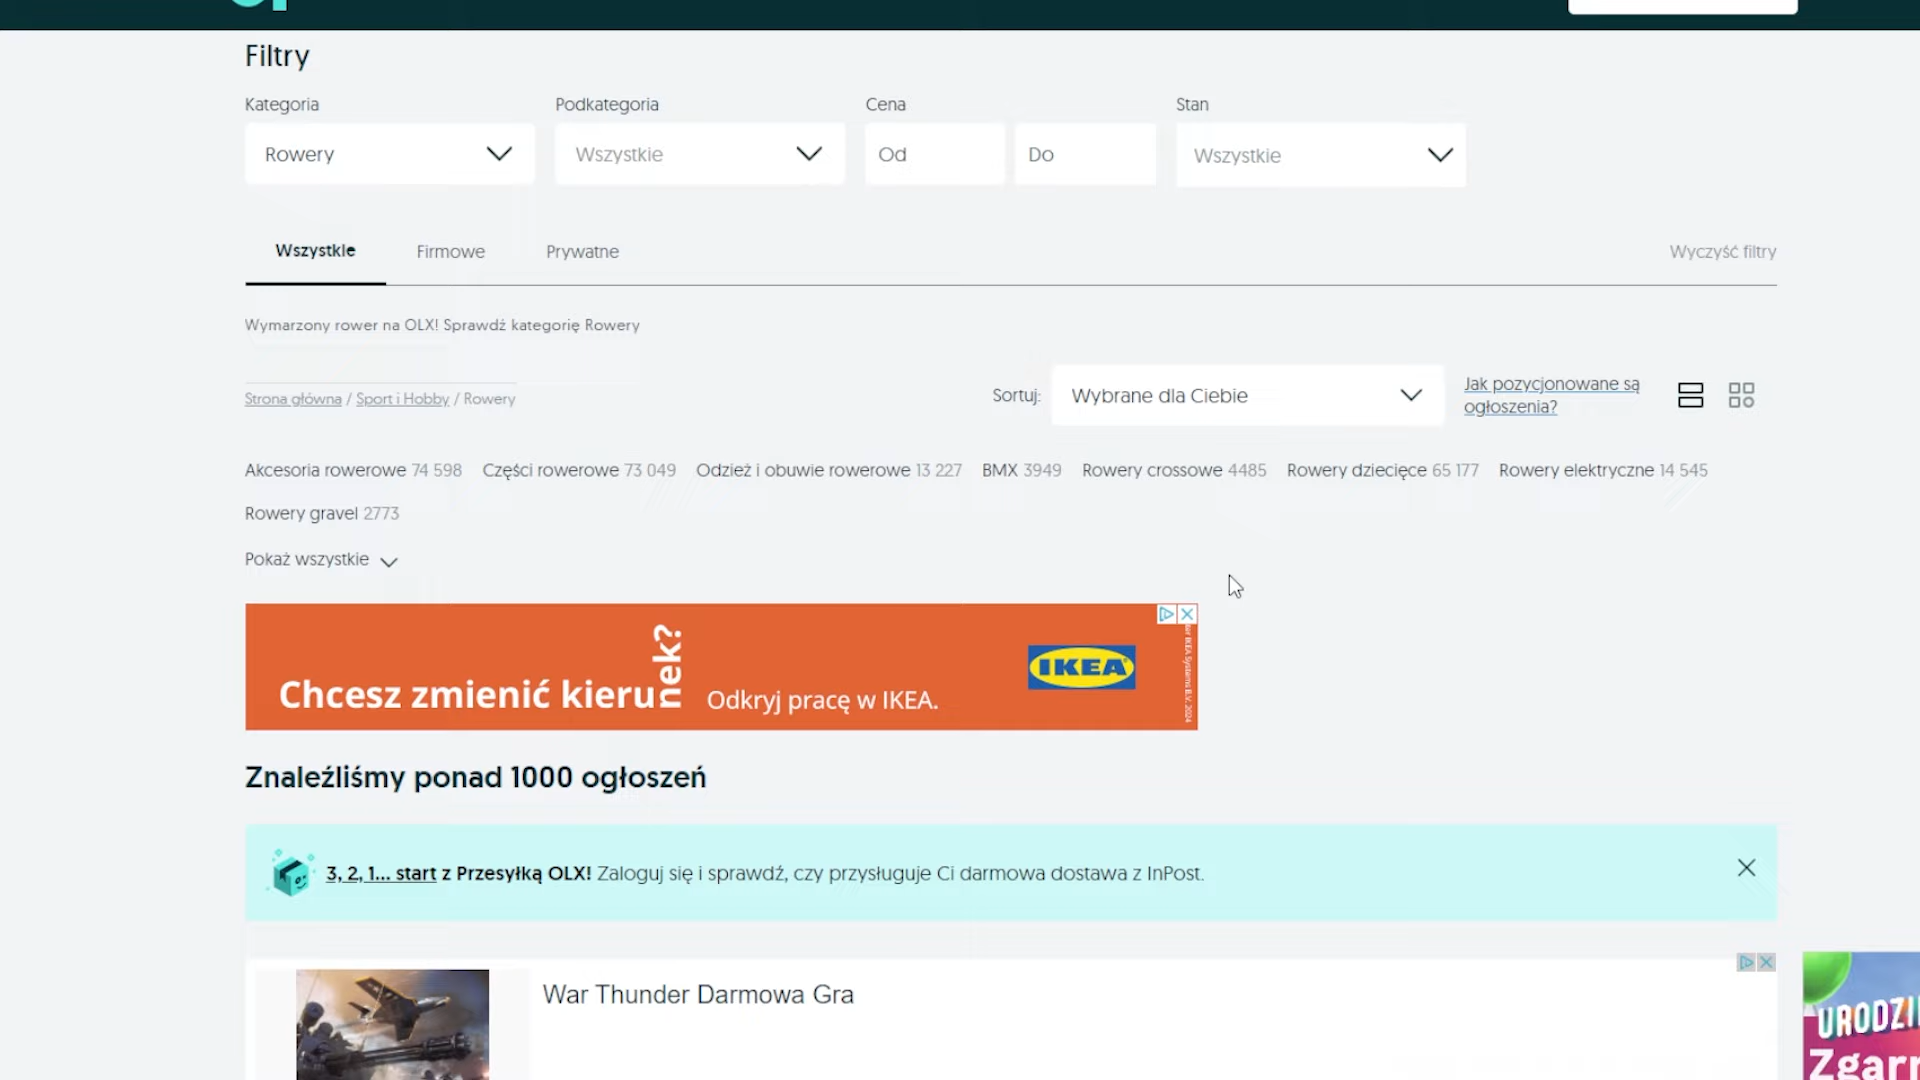 Filtry
Kategoria Podkategoria Cena Stan
Rowery Wszystkie Od Do Wszystkie
Wszystkie Firmowe Prywatne Wyczyść filtry
Wymarzony rower na OLX! Sprawdź kategorię Rowery
Strona główna / Sport i Hobby / Rowery
Sortuj: Wybrane dla Ciebie
Jak pozycjonowane są
ogłoszenia?
Akcesoria rowerowe 74 598 Części rowerowe 73 049 Odzież i obuwie rowerowe 13 227 BMX 3949 Rowery crossowe 4485 Rowery dziecięce 65 177 Rowery elektryczne 14 545
Rowery gravel 2773
Pokaż wszystkie
Chcesz zmienić kierunek? Odkryj pracę w IKEA.
IKEA
IKEA Systems B.V. 2024
Znaleźliśmy ponad 1000 ogłoszeń
3, 2, 1... start z Przesyłką OLX! Zaloguj się i sprawdź, czy przysługuje Ci darmowa dostawa z InPost.
War Thunder Darmowa Gra